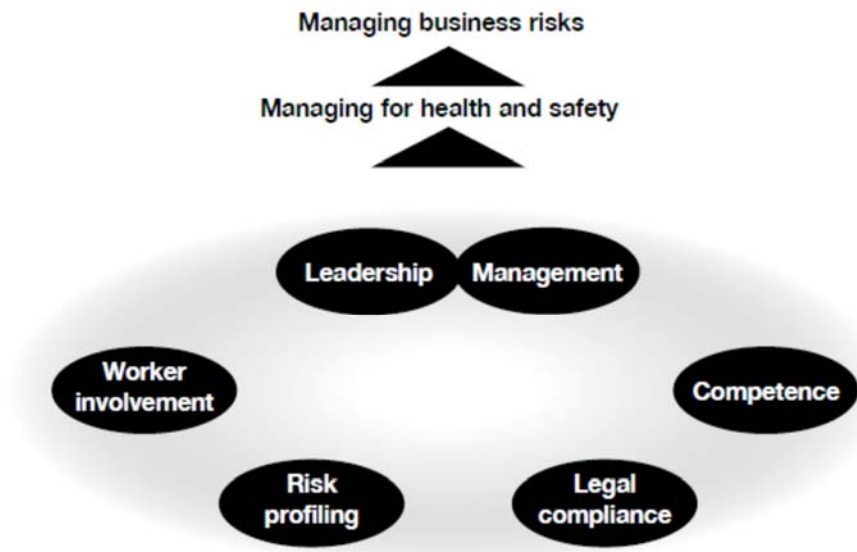 Managing business risks
Managing for health and safety
Leadership
Management
Worker
involvement
Competence
Risk
profiling
Legal
compliance